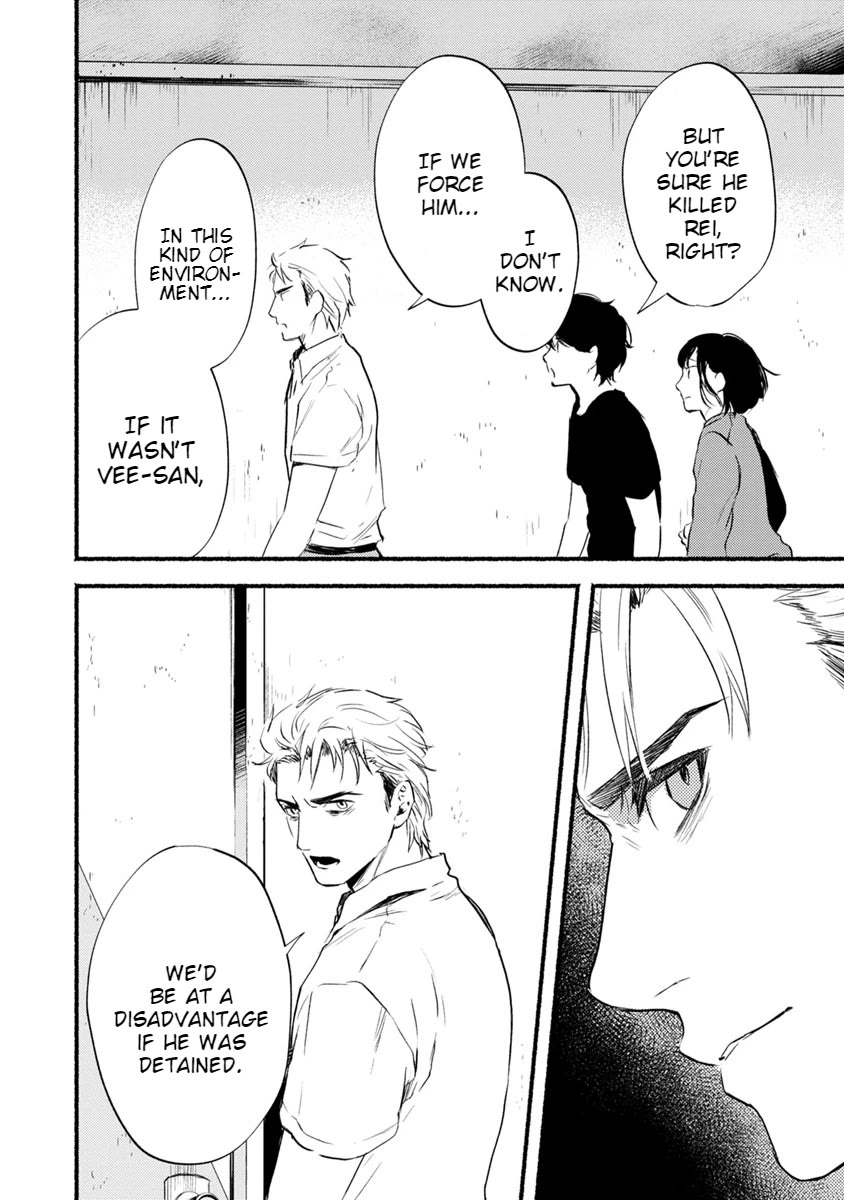 BUT
YOU'RE
SURE HE
KILLED
REI,
RIGHT?
IF WE
FORCE
HIM...
I
DON'T
KNOW.
IN THIS
KIND OF
ENVIRON-
MENT...
IF IT
WASN'T
VEE-SAN,
WE'D
BE AT A
DISADVANTAGE
IF HE WAS
DETAINED.